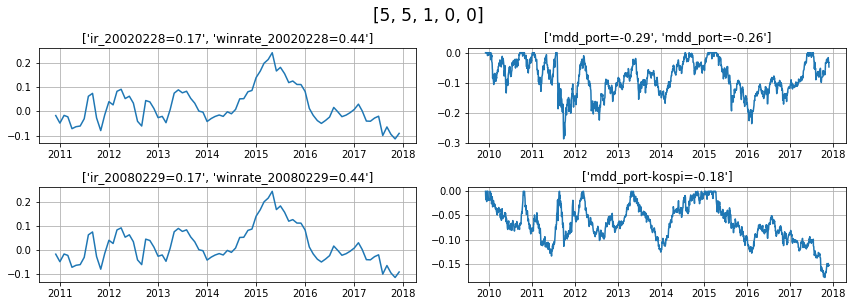 [5, 5, 1, 0, 0]
['ir_20020228=0.17', 'winrate_20020228=0.44']
0.2
0.1
0.0
−0.1
2011 2012 2013 2014 2015 2016 2017 2018
['mdd_port=-0.29', 'mdd_port=-0.26']
0.0
−0.1
−0.2
−0.3
2010 2011 2012 2013 2014 2015 2016 2017 2018
['ir_20080229=0.17', 'winrate_20080229=0.44']
0.2
0.1
0.0
−0.1
2011 2012 2013 2014 2015 2016 2017 2018
['mdd_port-kospi=-0.18']
0.00
−0.05
−0.10
−0.15
2010 2011 2012 2013 2014 2015 2016 2017 2018